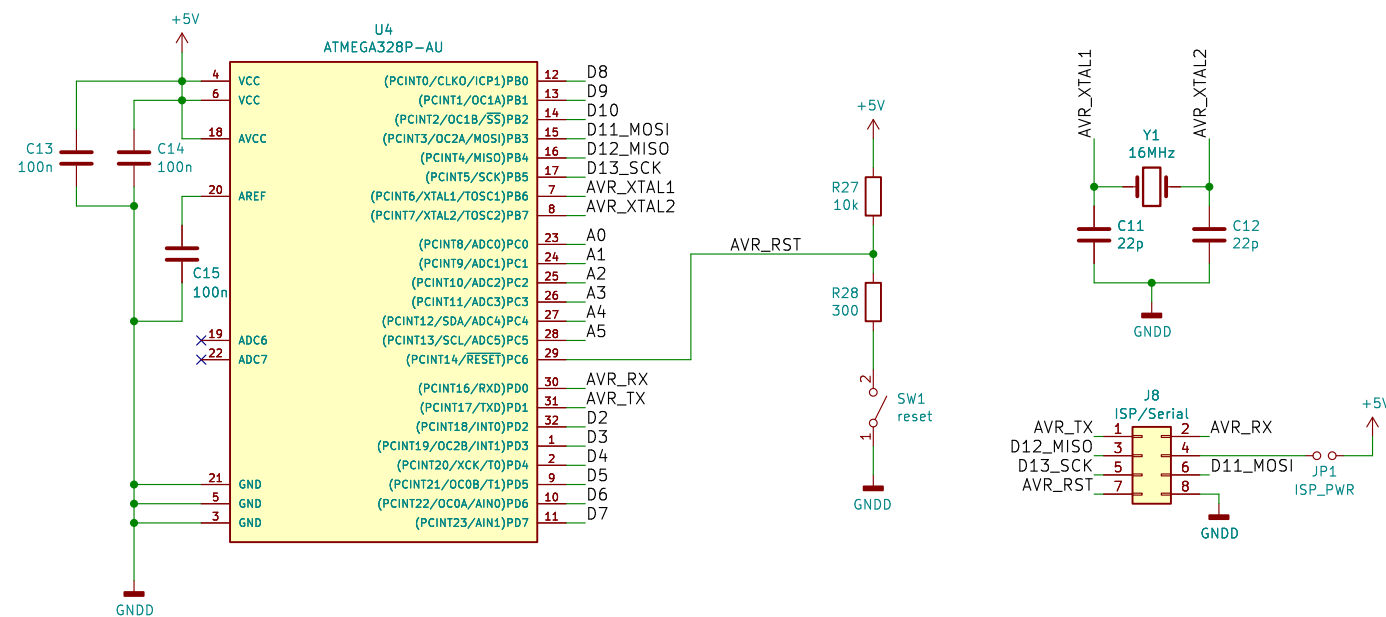 +5V
U4
ATMEGA328P-AU
4 VCC
6 VCC
18 AVCC
20 AREF
19 ADC6
22 ADC7
21 GND
5 GND
3 GND
C13
100n
C14
100n
C15
100n
GNDD
(PCINT0/CLKO/ICP1)PB0 12 D8
(PCINT1/OC1A)PB1 13 D9
(PCINT2/OC1B/SS)PB2 14 D10
(PCINT3/OC2A/MOSI)PB3 15 D11_MOSI
(PCINT4/MISO)PB4 16 D12_MISO
(PCINT5/SCK)PB5 17 D13_SCK
(PCINT6/XTAL1/TOSC1)PB6 7 AVR_XTAL1
(PCINT7/XTAL2/TOSC2)PB7 8 AVR_XTAL2
(PCINT8/ADC0)PC0 23 A0
(PCINT9/ADC1)PC1 24 A1
(PCINT10/ADC2)PC2 25 A2
(PCINT11/ADC3)PC3 26 A3
(PCINT12/SDA/ADC4)PC4 27 A4
(PCINT13/SCL/ADC5)PC5 28 A5
(PCINT14/RESET)PC6 29
(PCINT16/RXD)PD0 30 AVR_RX
(PCINT17/TXD)PD1 31 AVR_TX
(PCINT18/INT0)PD2 32 D2
(PCINT19/OC2B/INT1)PD3 1 D3
(PCINT20/XCK/T0)PD4 2 D4
(PCINT21/OC0B/T1)PD5 9 D5
(PCINT22/OC0A/AIN0)PD6 10 D6
(PCINT23/AIN1)PD7 11 D7
AVR_RST
+5V
R27
10k
R28
300
2
SW1
reset
1
GNDD
AVR_XTAL1
AVR_XTAL2
Y1
16MHz
C11
22p
C12
22p
GNDD
J8
ISP/Serial
AVR_TX 1 2 AVR_RX
D12_MISO 3 4
D13_SCK 5 6 D11_MOSI
AVR_RST 7 8
GNDD
JP1
ISP_PWR
+5V